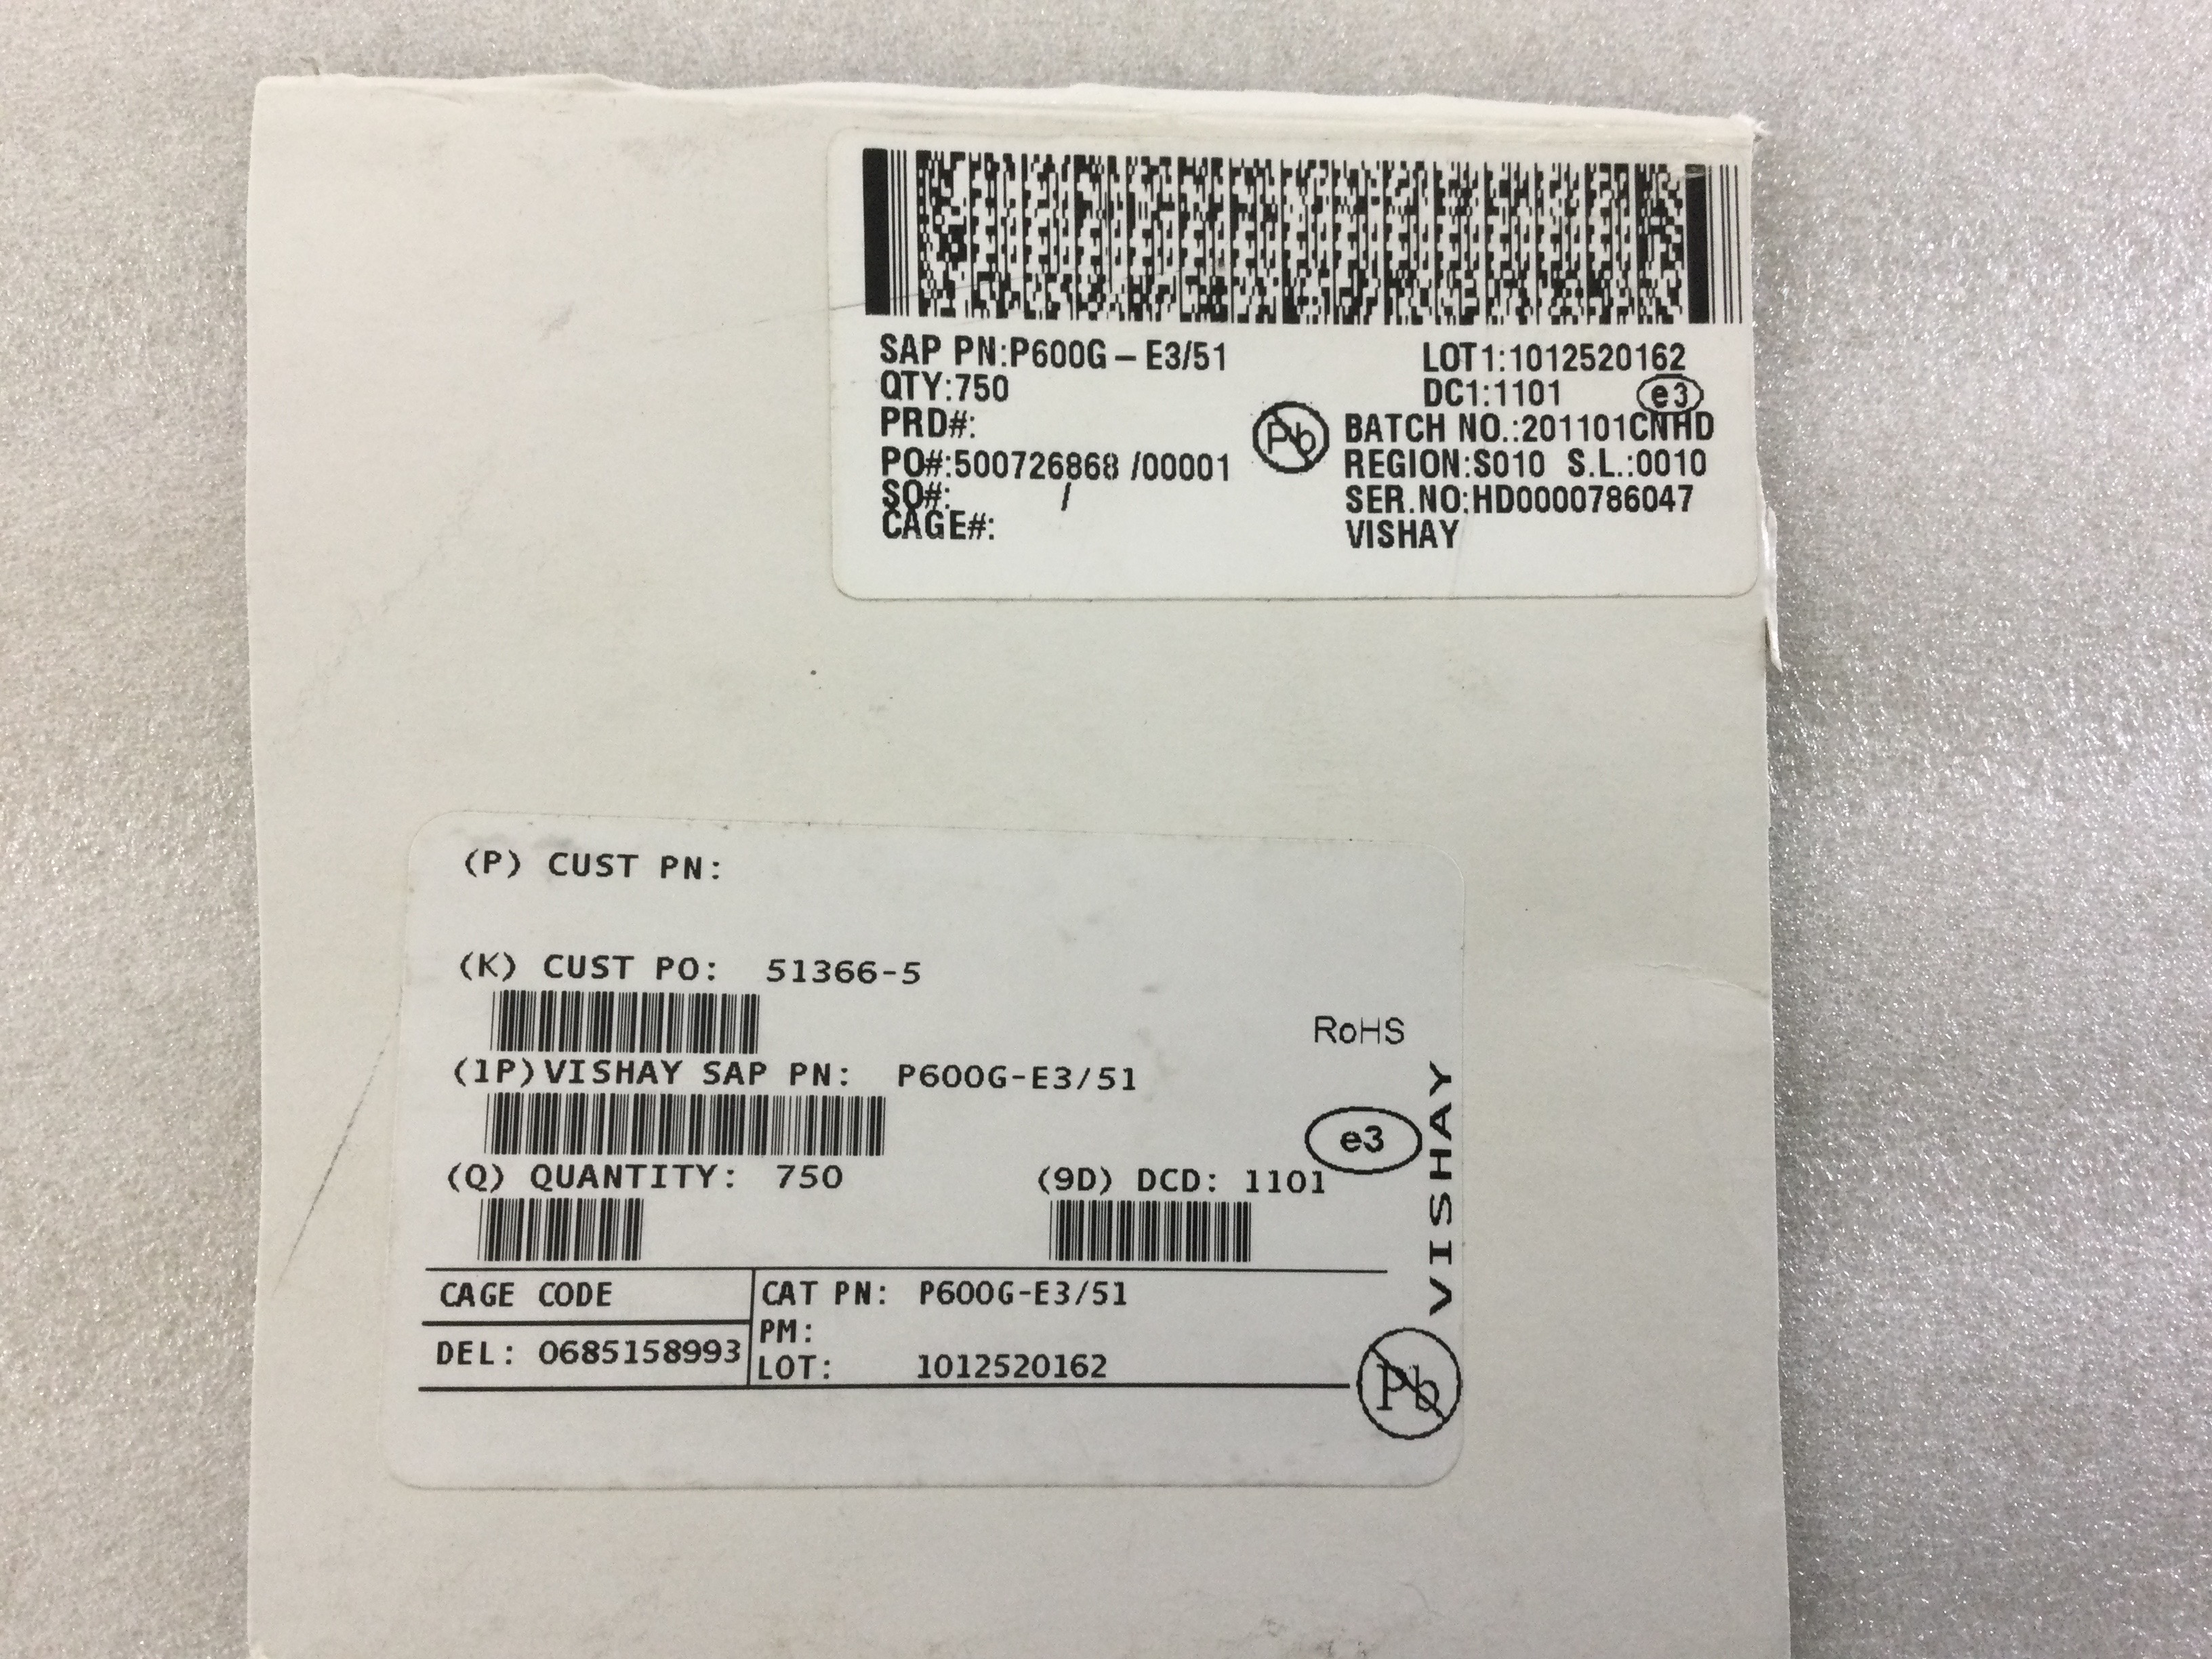 SAP PN:P600G – E3/51 LOT1:1012520162
QTY:750 DC1:1101 e3
PRD#: Pb BATCH NO.:201101CNHD
PO#:500726868 /00001 REGION:S010 S.L.:0010
SO#: / SER.NO:HD0000786047
CAGE#: VISHAY
(P) CUST PN:
(K) CUST PO: 51366-5
RoHS
(1P)VISHAY SAP PN: P600G-E3/51
e3
VISHAY
(Q) QUANTITY: 750 (9D) DCD: 1101
CAGE CODE
DEL: 0685158993
CAT PN: P600G-E3/51
PM:
LOT: 1012520162
Pb